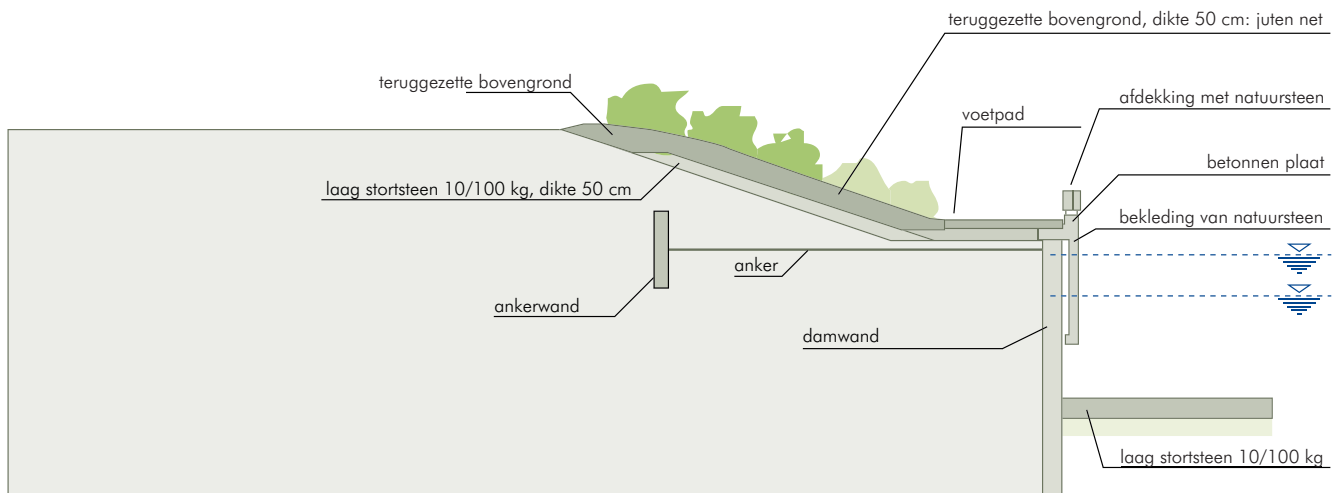 teruggezette bovengrond, dikte 50 cm: juten net
teruggezette bovengrond
afdekking met natuursteen
voetpad
betonnen plaat
laag stortsteen 10/100 kg, dikte 50 cm
bekleding van natuursteen
anker
ankerwand
damwand
laag stortsteen 10/100 kg